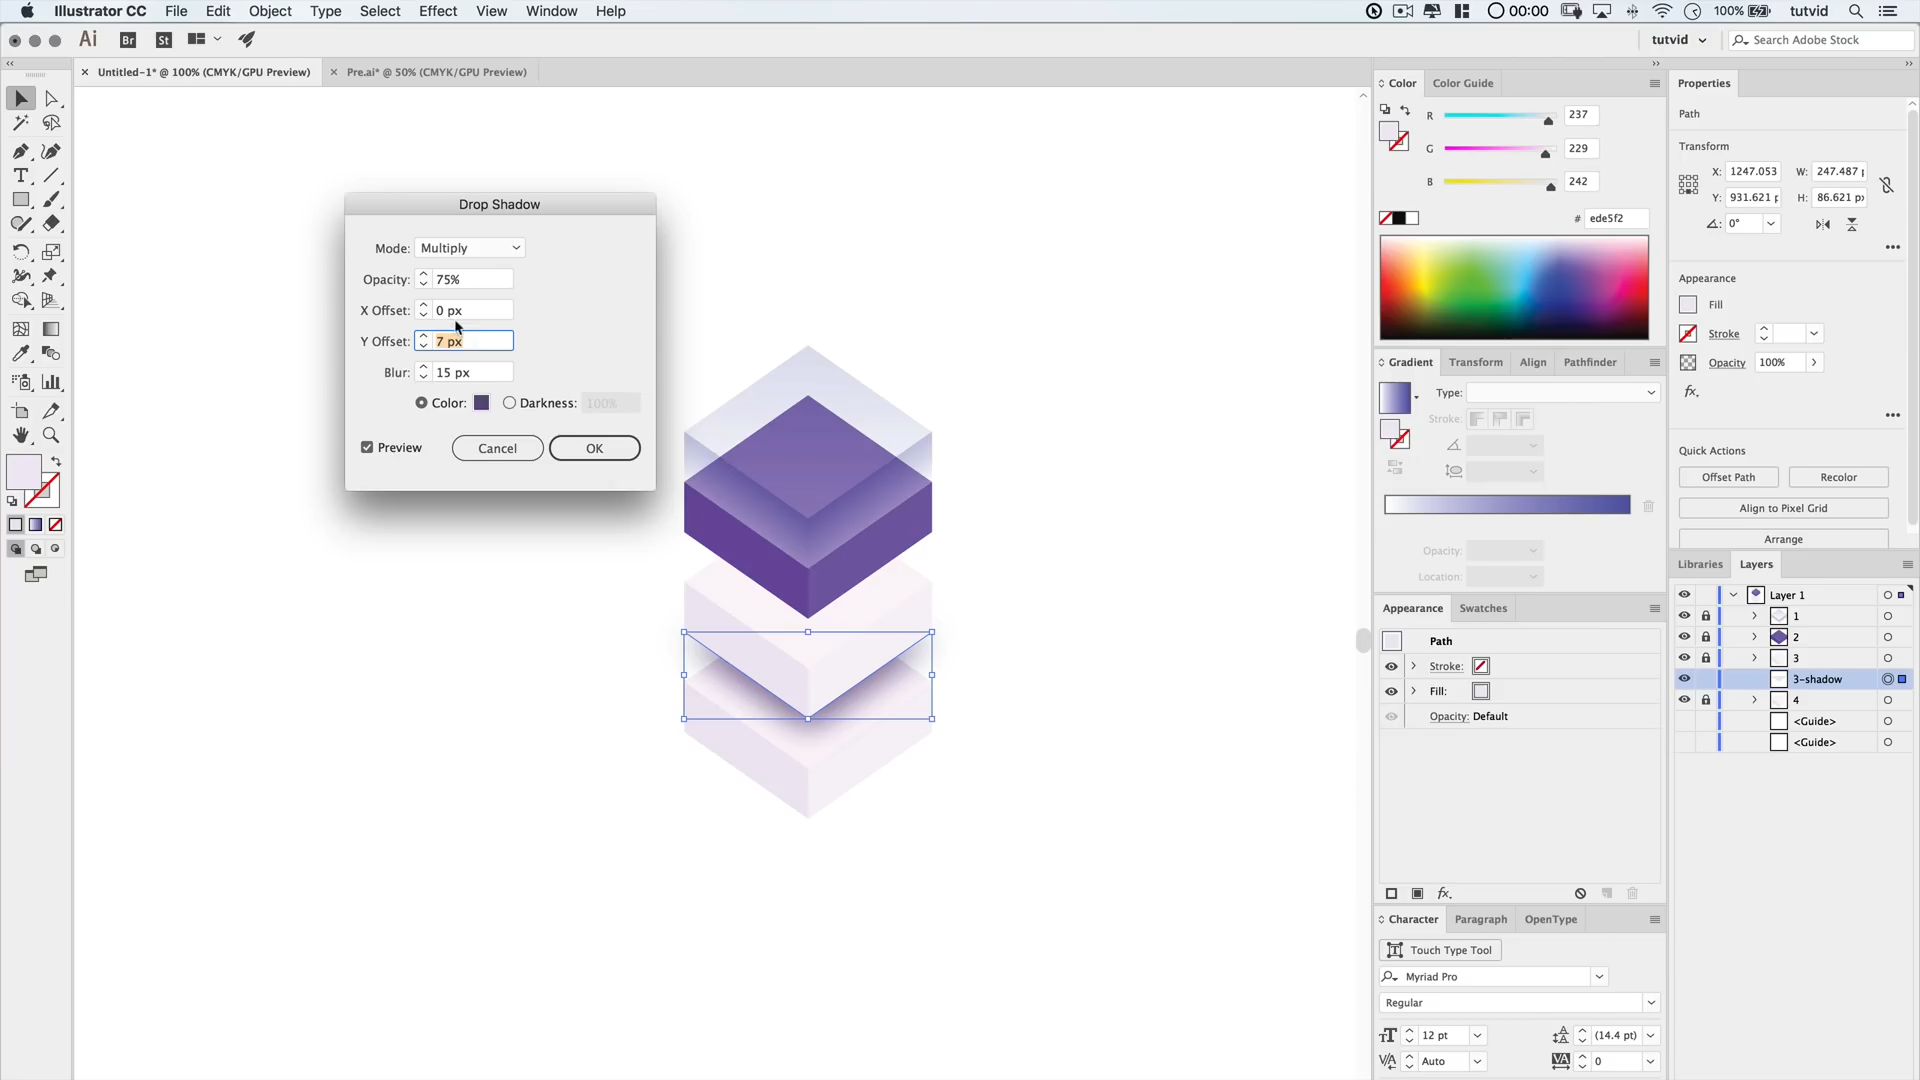 Illustrator CC File Edit Object Type Select Effect View Window Help 00:00 100% tutvid
Ai Br St tutvid Search Adobe Stock
× Untitled-1* @ 100% (CMYK/GPU Preview) × Pre.ai* @ 50% (CMYK/GPU Preview)
Drop Shadow
Mode: Multiply
Opacity: 75%
X Offset: 0 px
Y Offset: 7 px
Blur: 15 px
Color: Darkness: 100%
Preview Cancel OK
Color Color Guide
R 237
G 229
B 242
# ede5f2
Gradient Transform Align Pathfinder
Type:
Stroke:
Opacity:
Location:
Appearance Swatches
Path
Stroke:
Fill:
Opacity: Default
fx
Character Paragraph OpenType
Touch Type Tool
Myriad Pro
Regular
12 pt (14.4 pt)
Auto 0
Properties
Path
Transform
X: 1247.053 W: 247.487 p
Y: 931.621 p H: 86.621 px
0°
Appearance
Fill
Stroke
Opacity 100%
fx
Quick Actions
Offset Path Recolor
Align to Pixel Grid
Arrange
Libraries Layers
Layer 1
1
2
3
3-shadow
4
<Guide>
<Guide>